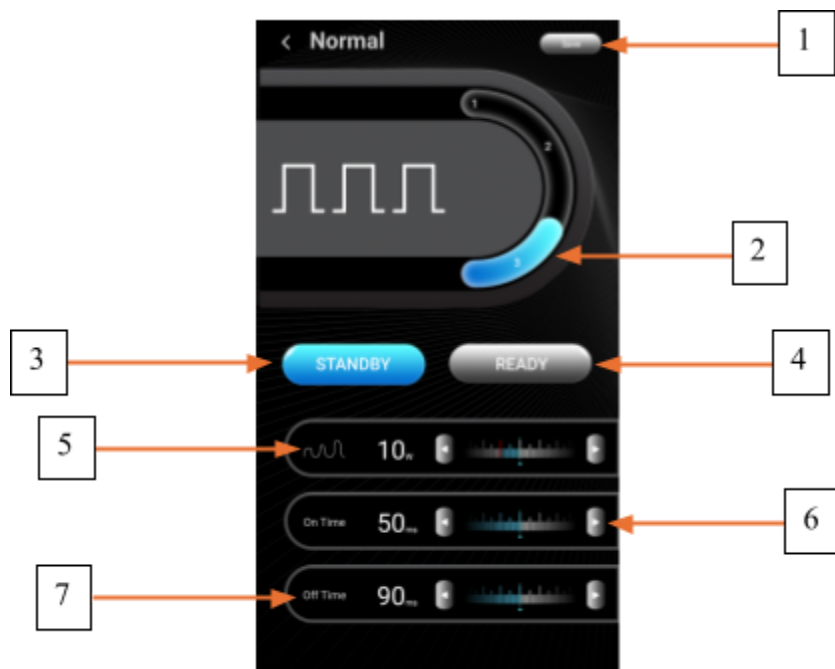 < Normal
Save
1
1
2
2
3
3
STANDBY
READY
4
5
10w
On Time
50ms
6
7
Off Time
90ms